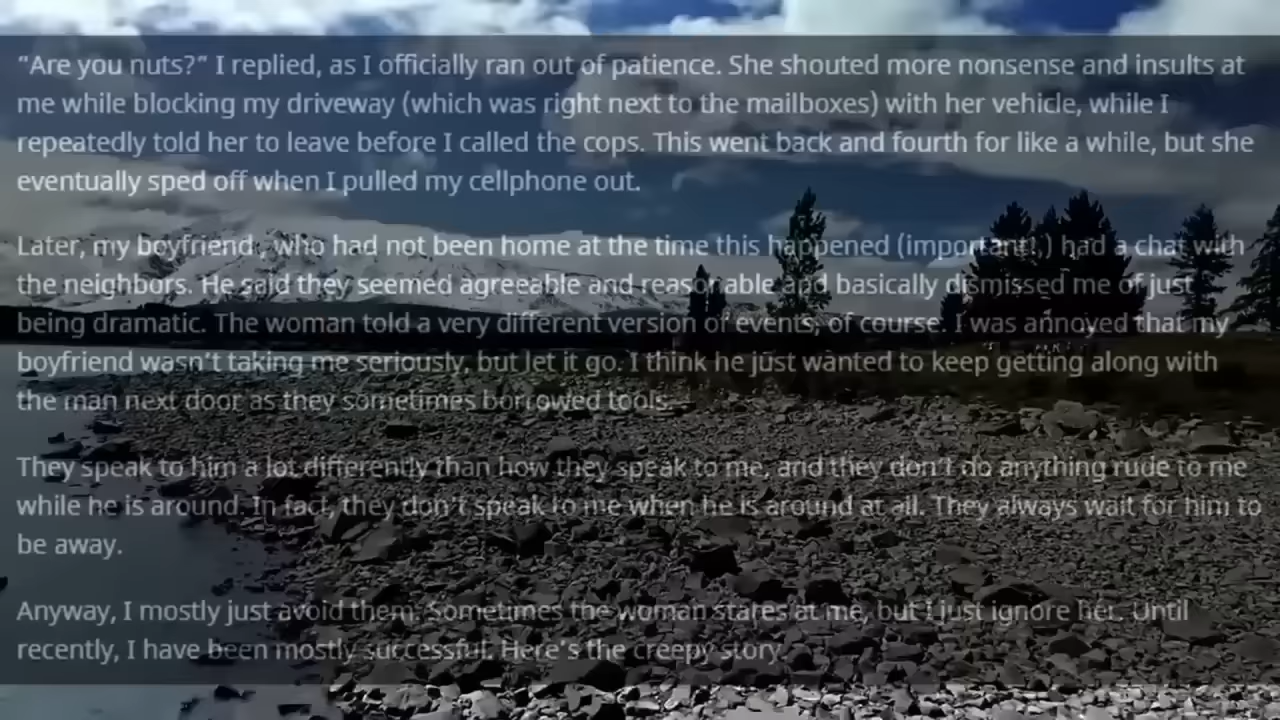 “Are you nuts?” I replied, as I officially ran out of patience. She shouted more nonsense and insults at
me while blocking my driveway (which was right next to the mailboxes) with her vehicle, while I
repeatedly told her to leave before I called the cops. This went back and fourth for like a while, but she
eventually sped off when I pulled my cellphone out.
Later, my boyfriend , who had not been home at the time this happened (important!,) had a chat with
the neighbors. He said they seemed agreeable and reasonable and basically dismissed me of just
being dramatic. The woman told a very different version of events, of course. I was annoyed that my
boyfriend wasn’t taking me seriously, but let it go. I think he just wanted to keep getting along with
the man next door as they sometimes borrowed tools.
They speak to him a lot differently than how they speak to me, and they don’t do anything rude to me
while he is around. In fact, they don’t speak to me when he is around at all. They always wait for him to
be away.
Anyway, I mostly just avoid them. Sometimes the woman stares at me, but I just ignore her. Until
recently, I have been mostly successful. Here’s the creepy story